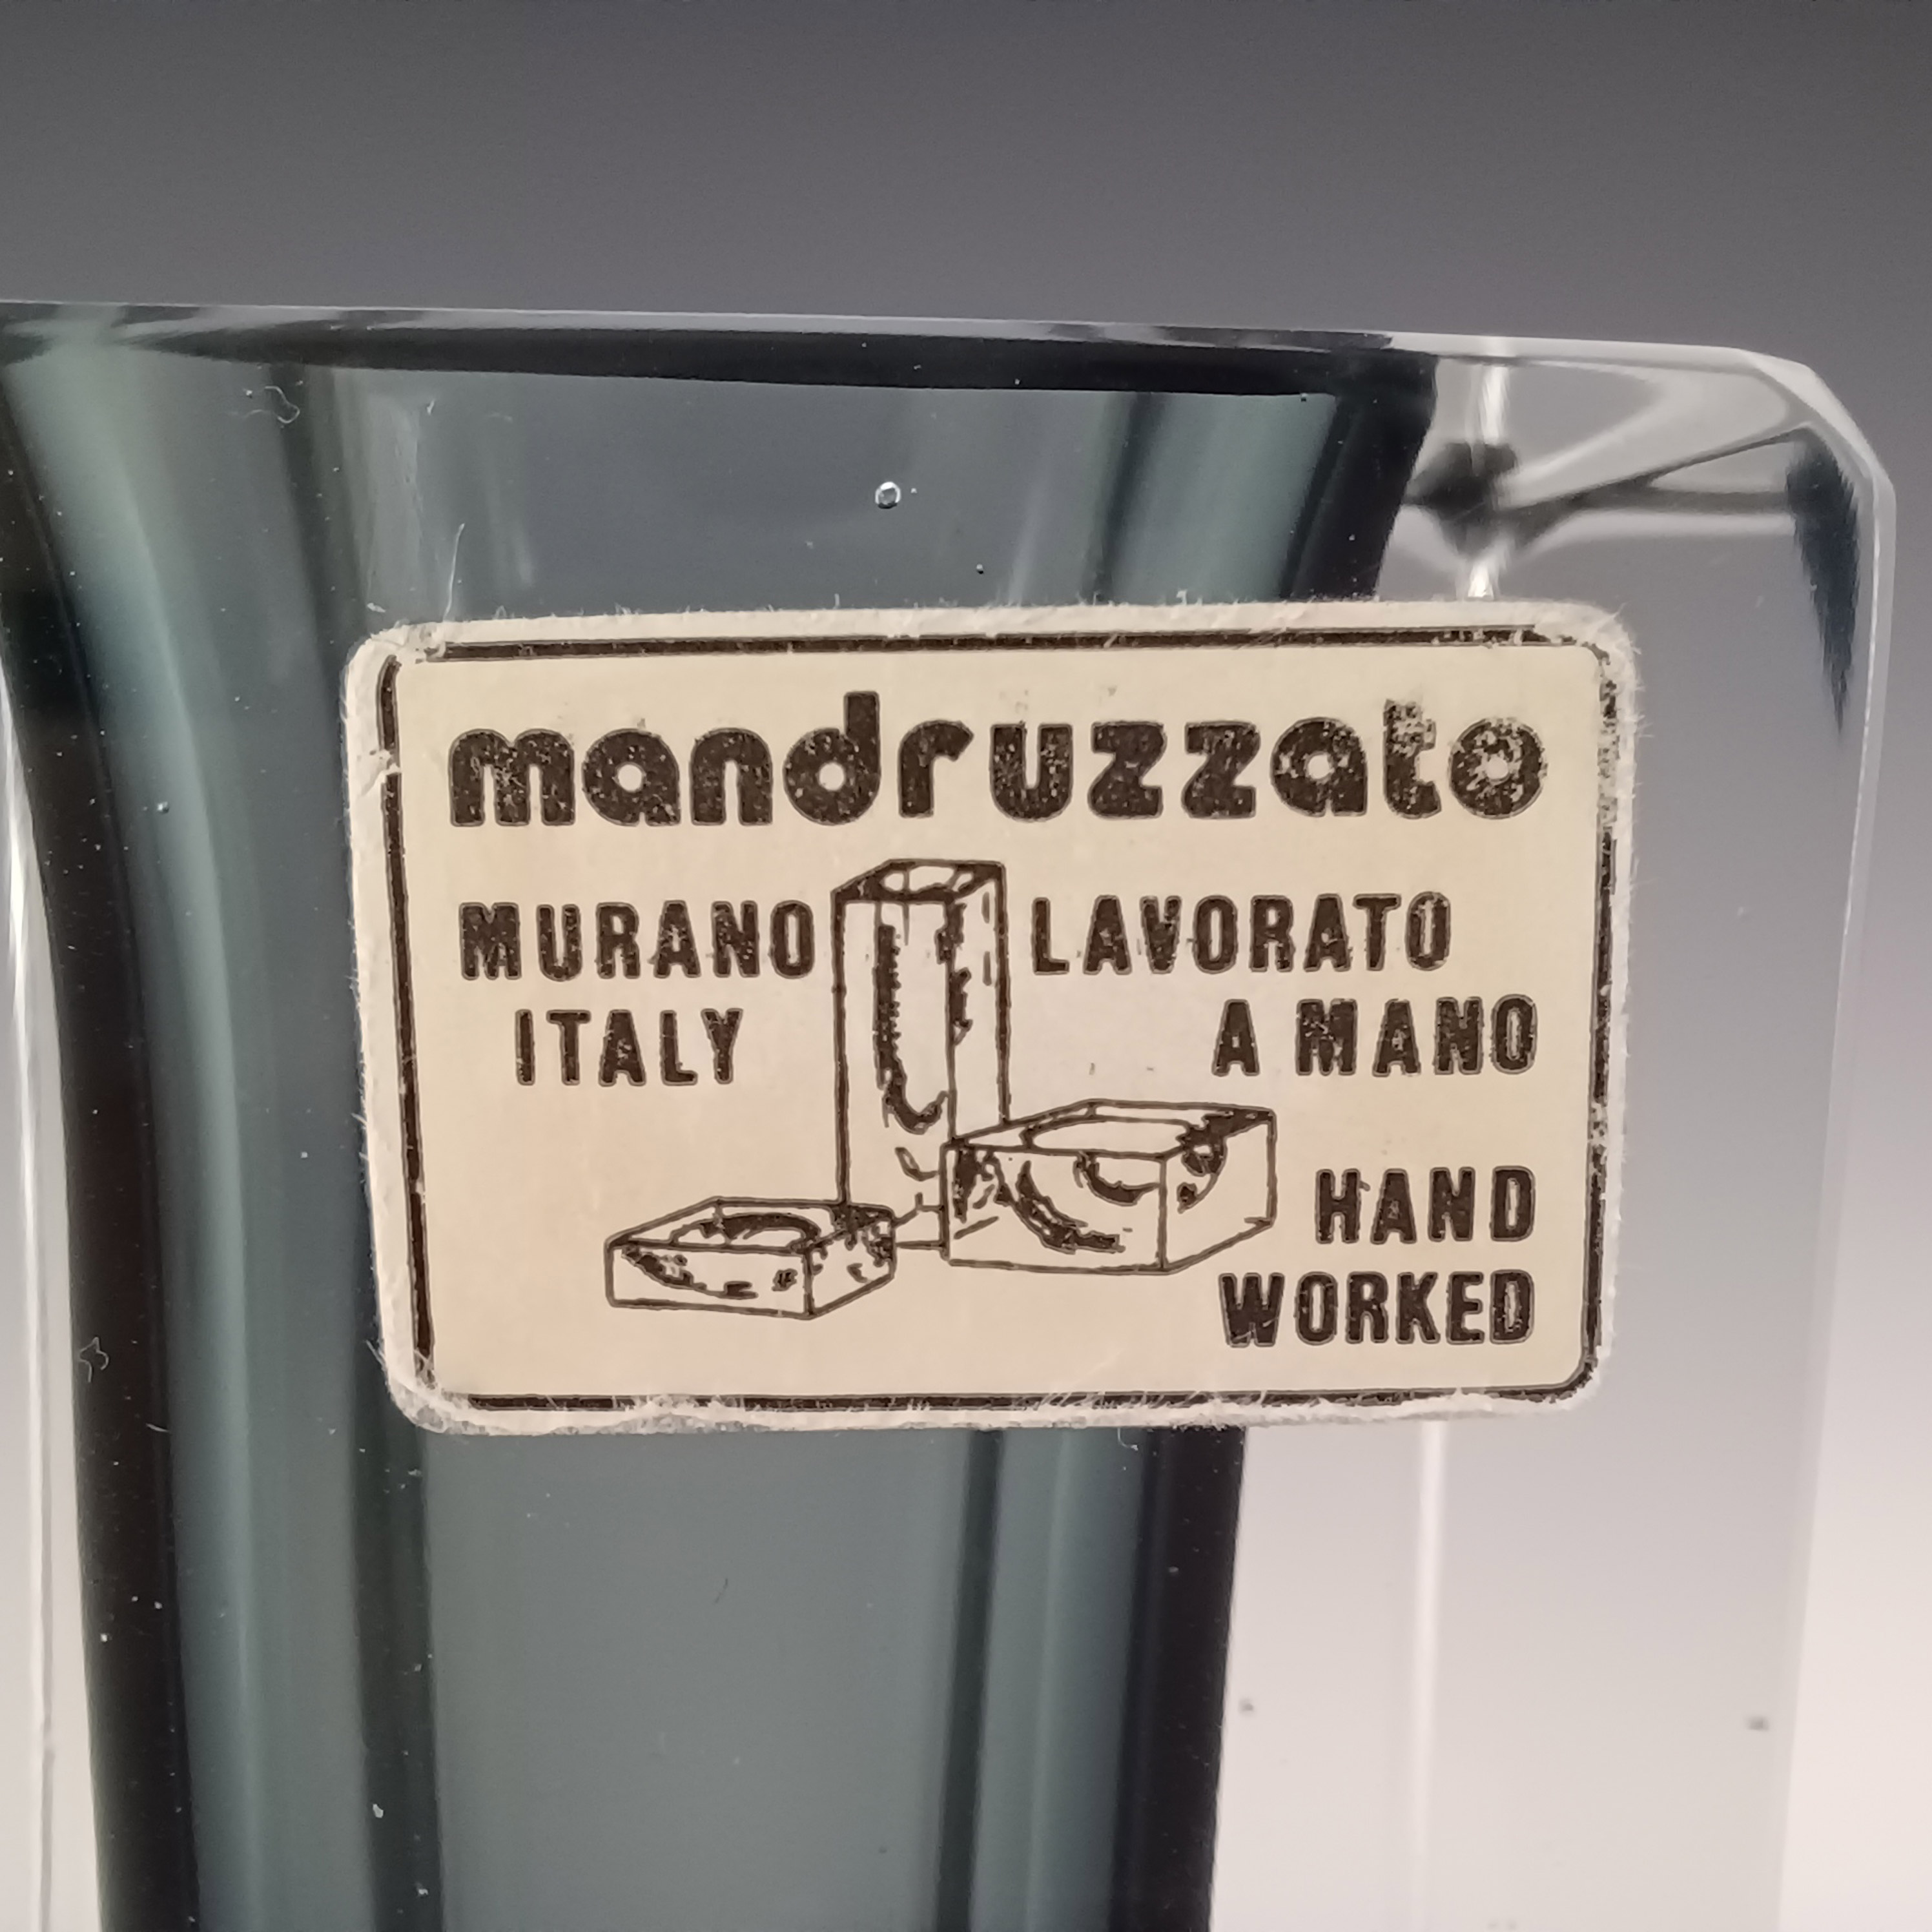 mandruzzato
MURANO
ITALY
LAVORATO
A MANO
HAND
WORKED